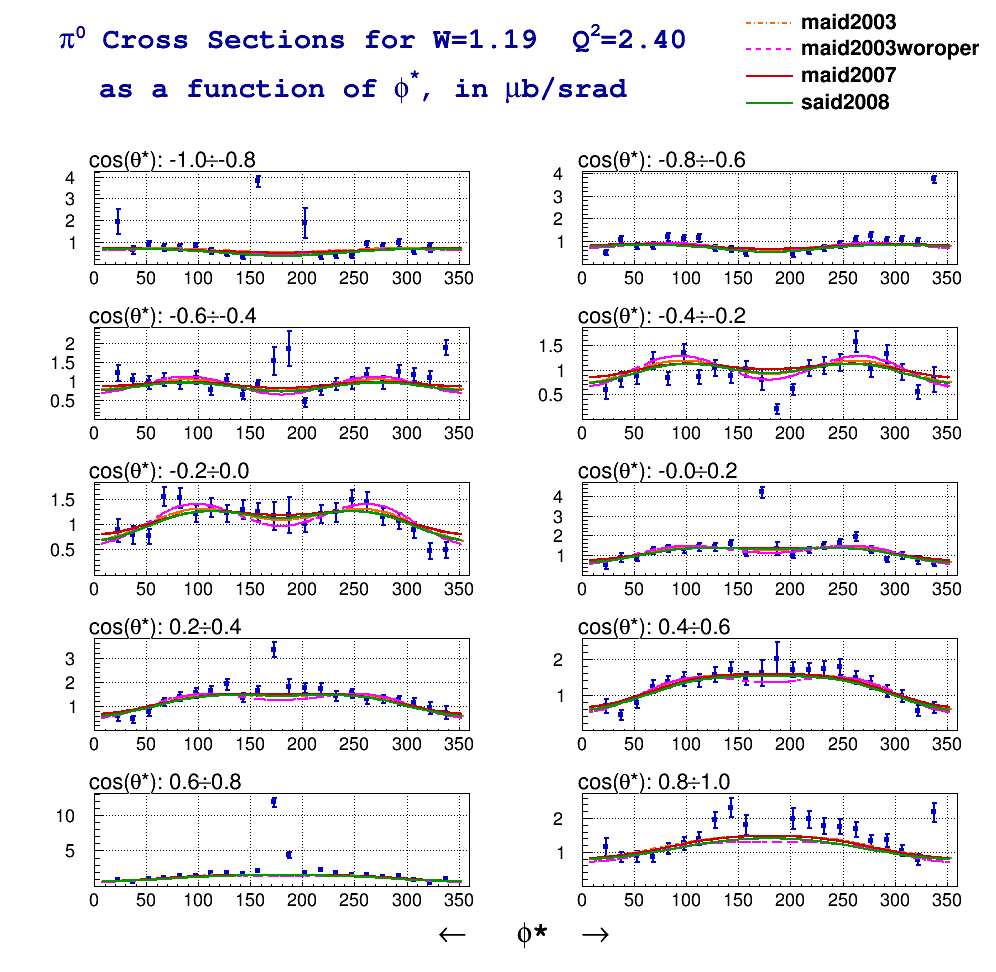 π⁰ Cross Sections for W=1.19 Q²=2.40
as a function of ϕ*, in μb/srad
maid2003
maid2003woroper
maid2007
said2008
cos(θ*): -1.0÷-0.8
4
3
2
1
0 50 100 150 200 250 300 350
cos(θ*): -0.8÷-0.6
4
3
2
1
0 50 100 150 200 250 300 350
cos(θ*): -0.6÷-0.4
2
1.5
1
0.5
0 50 100 150 200 250 300 350
cos(θ*): -0.4÷-0.2
1.5
1
0.5
0 50 100 150 200 250 300 350
cos(θ*): -0.2÷0.0
1.5
1
0.5
0 50 100 150 200 250 300 350
cos(θ*): -0.0÷0.2
4
3
2
1
0 50 100 150 200 250 300 350
cos(θ*): 0.2÷0.4
3
2
1
0 50 100 150 200 250 300 350
cos(θ*): 0.4÷0.6
2
1
0 50 100 150 200 250 300 350
cos(θ*): 0.6÷0.8
10
5
0 50 100 150 200 250 300 350
cos(θ*): 0.8÷1.0
2
1
0 50 100 150 200 250 300 350
← ϕ* →